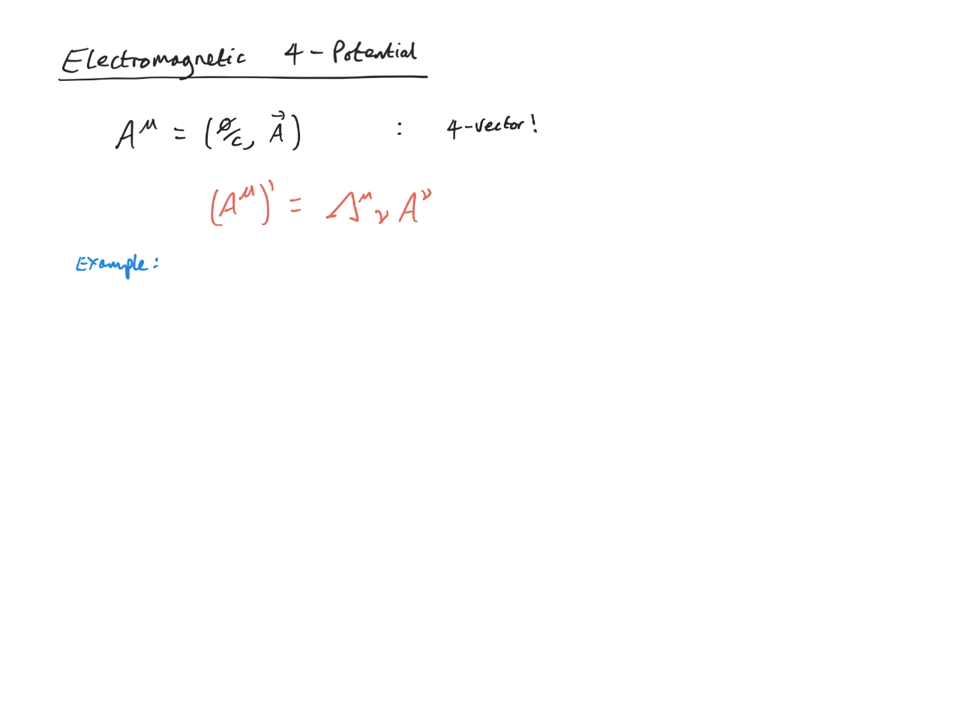 Electromagnetic 4-Potential
A^μ = (φ/c, A⃗) : 4-vector!
(A^μ)' = Λ^μ_ν A^ν
Example: